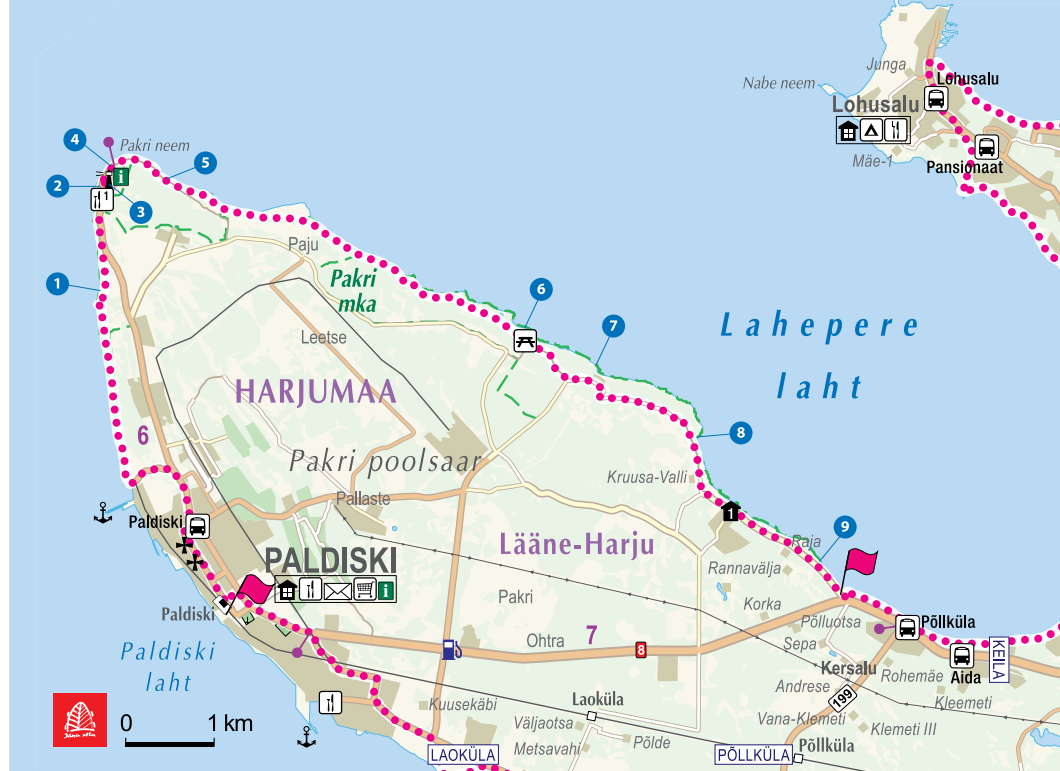 Junga
Lohusalu
Nabe neem
Lohusalu
Mäe-1
Pansionaat
4
Pakri neem
5
2
i
1
3
1
Paju
Pakri
mka
6
7
Leetse
Lahepere
laht
HARJUMAA
8
6
Pakri poolsaar
Kruusa-Valli
Pallaste
1
Paldiski
Lääne-Harju
9
Raja
PALDISKI
Rannavälja
i
Pakri
Korka
Paldiski
Põlluotsa
Põllküla
7
Ohtra
8
Sepa
KEILA
Paldiski
laht
Kersalu
Rohemäe
Aida
Andrese
199
Kleemeti
Kuusekäbi
Laoküla
Väljaotsa
Vana-Klemeti
Klemeti III
0 1 km
Põlde
Metsavahi
Põllküla
LAOKÜLA
PÕLLKÜLA